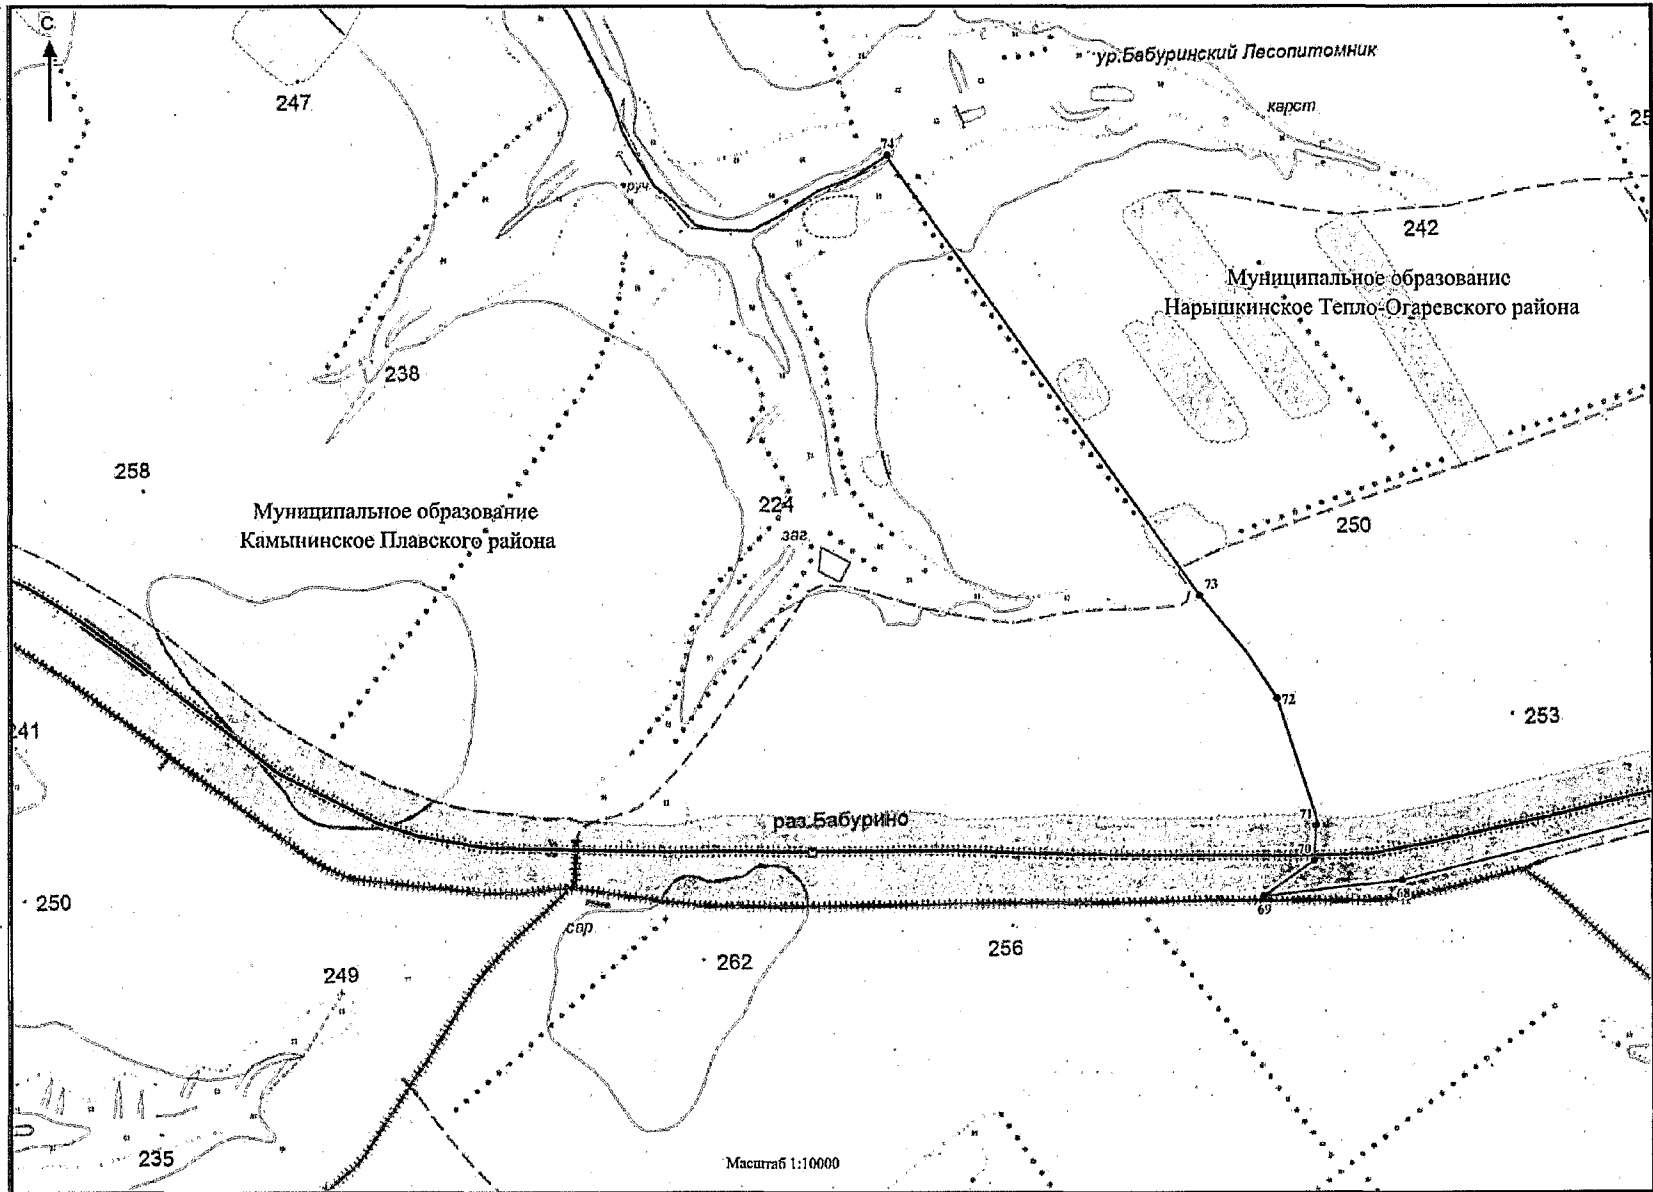 С
ур.Бабуринский Лесопитомник
247
карст
25
74
руч.
242
Муниципальное образование
Нарышкинское Тепло-Огаревского района
238
258
224
Муниципальное образование
Камынинское Плавского района
заг.
250
73
72
253
241
71
раз.Бабурино
70
68
69
250
сар.
262
256
249
235
Масштаб 1:10000